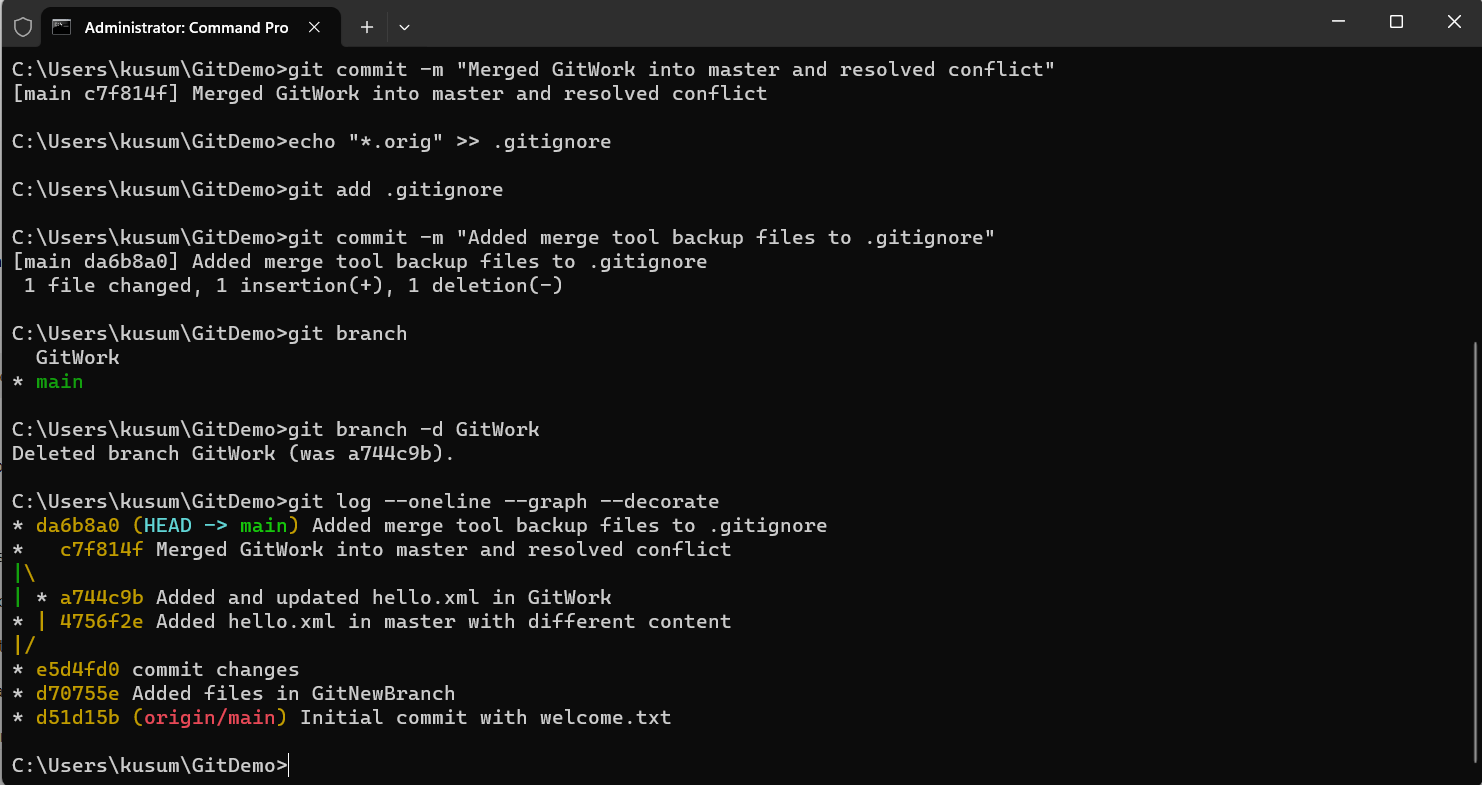 Administrator: Command Pro
C:\Users\kusum\GitDemo>git commit -m "Merged GitWork into master and resolved conflict"
[main c7f814f] Merged GitWork into master and resolved conflict
C:\Users\kusum\GitDemo>echo "*.orig" >> .gitignore
C:\Users\kusum\GitDemo>git add .gitignore
C:\Users\kusum\GitDemo>git commit -m "Added merge tool backup files to .gitignore"
[main da6b8a0] Added merge tool backup files to .gitignore
 1 file changed, 1 insertion(+), 1 deletion(-)
C:\Users\kusum\GitDemo>git branch
  GitWork
* main
C:\Users\kusum\GitDemo>git branch -d GitWork
Deleted branch GitWork (was a744c9b).
C:\Users\kusum\GitDemo>git log --oneline --graph --decorate
* da6b8a0 (HEAD -> main) Added merge tool backup files to .gitignore
*   c7f814f Merged GitWork into master and resolved conflict
|\
| * a744c9b Added and updated hello.xml in GitWork
* | 4756f2e Added hello.xml in master with different content
|/
* e5d4fd0 commit changes
* d70755e Added files in GitNewBranch
* d51d15b (origin/main) Initial commit with welcome.txt
C:\Users\kusum\GitDemo>